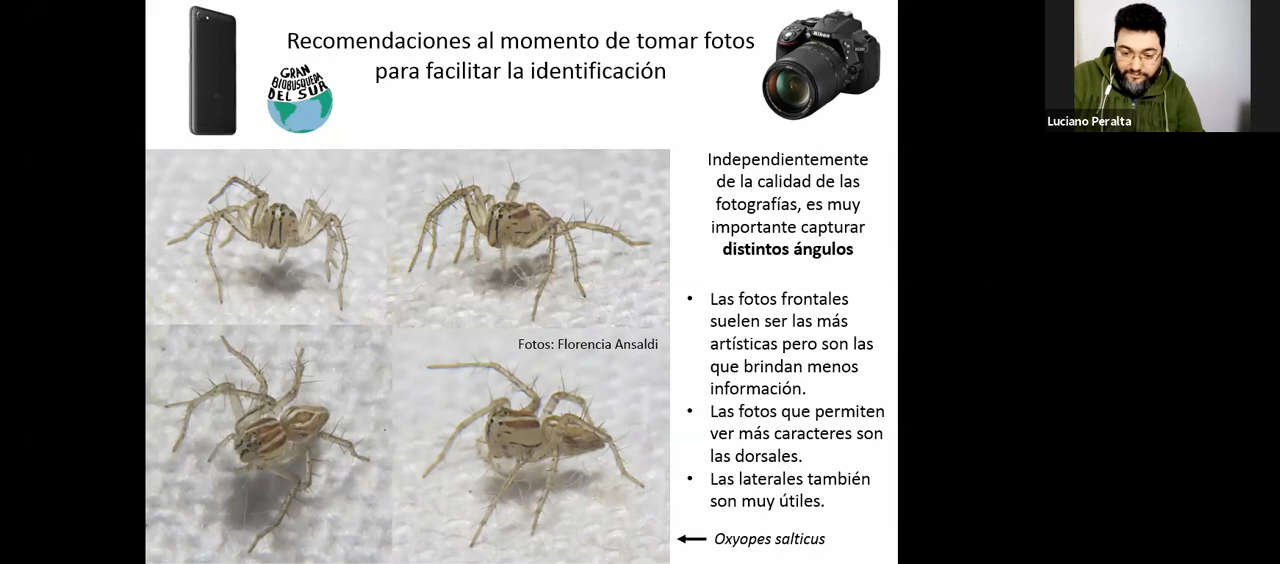 Recomendaciones al momento de tomar fotos
para facilitar la identificación
GRAN
BIOBUSQUEDA
DEL SUR
Nikon
Luciano Peralta
Independientemente
de la calidad de las
fotografías, es muy
importante capturar
distintos ángulos
• Las fotos frontales
suelen ser las más
artísticas pero son las
que brindan menos
información.
• Las fotos que permiten
ver más caracteres son
las dorsales.
• Las laterales también
son muy útiles.
Fotos: Florencia Ansaldi
Oxyopes salticus